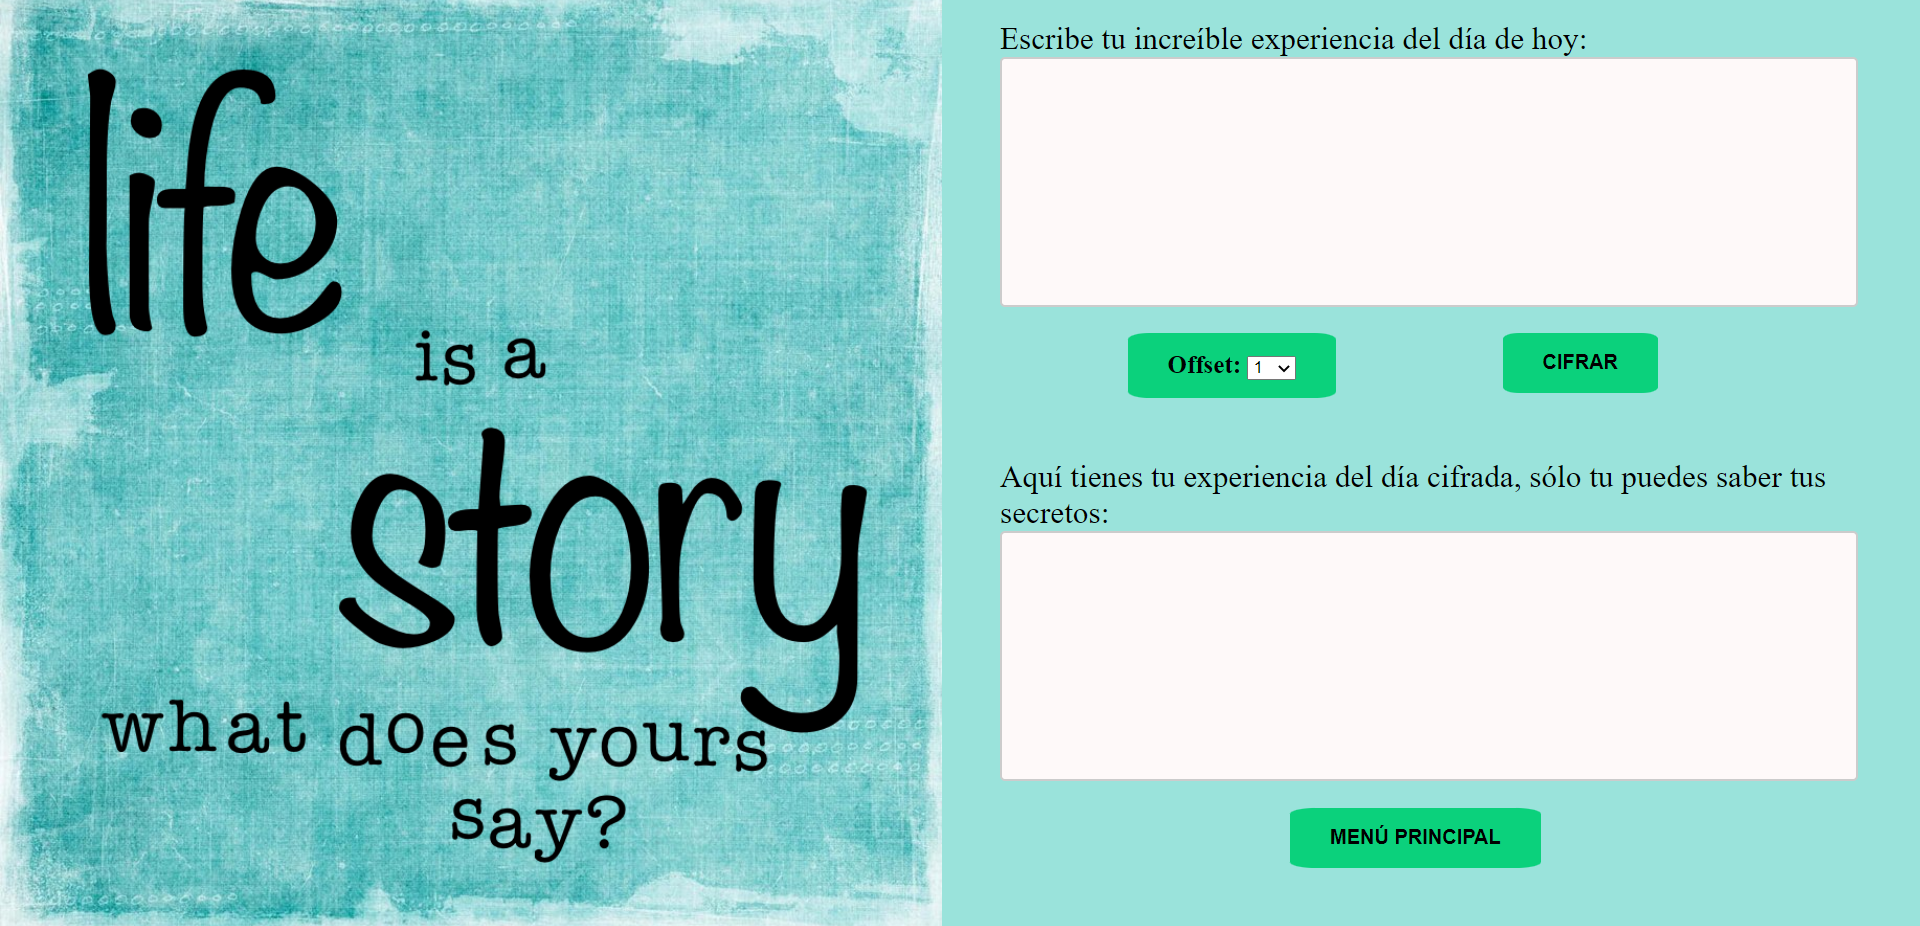 life
is a
story
what does yours
say?
Escribe tu increíble experiencia del día de hoy:
Offset: 1
CIFRAR
Aquí tienes tu experiencia del día cifrada, sólo tu puedes saber tus
secretos:
MENÚ PRINCIPAL